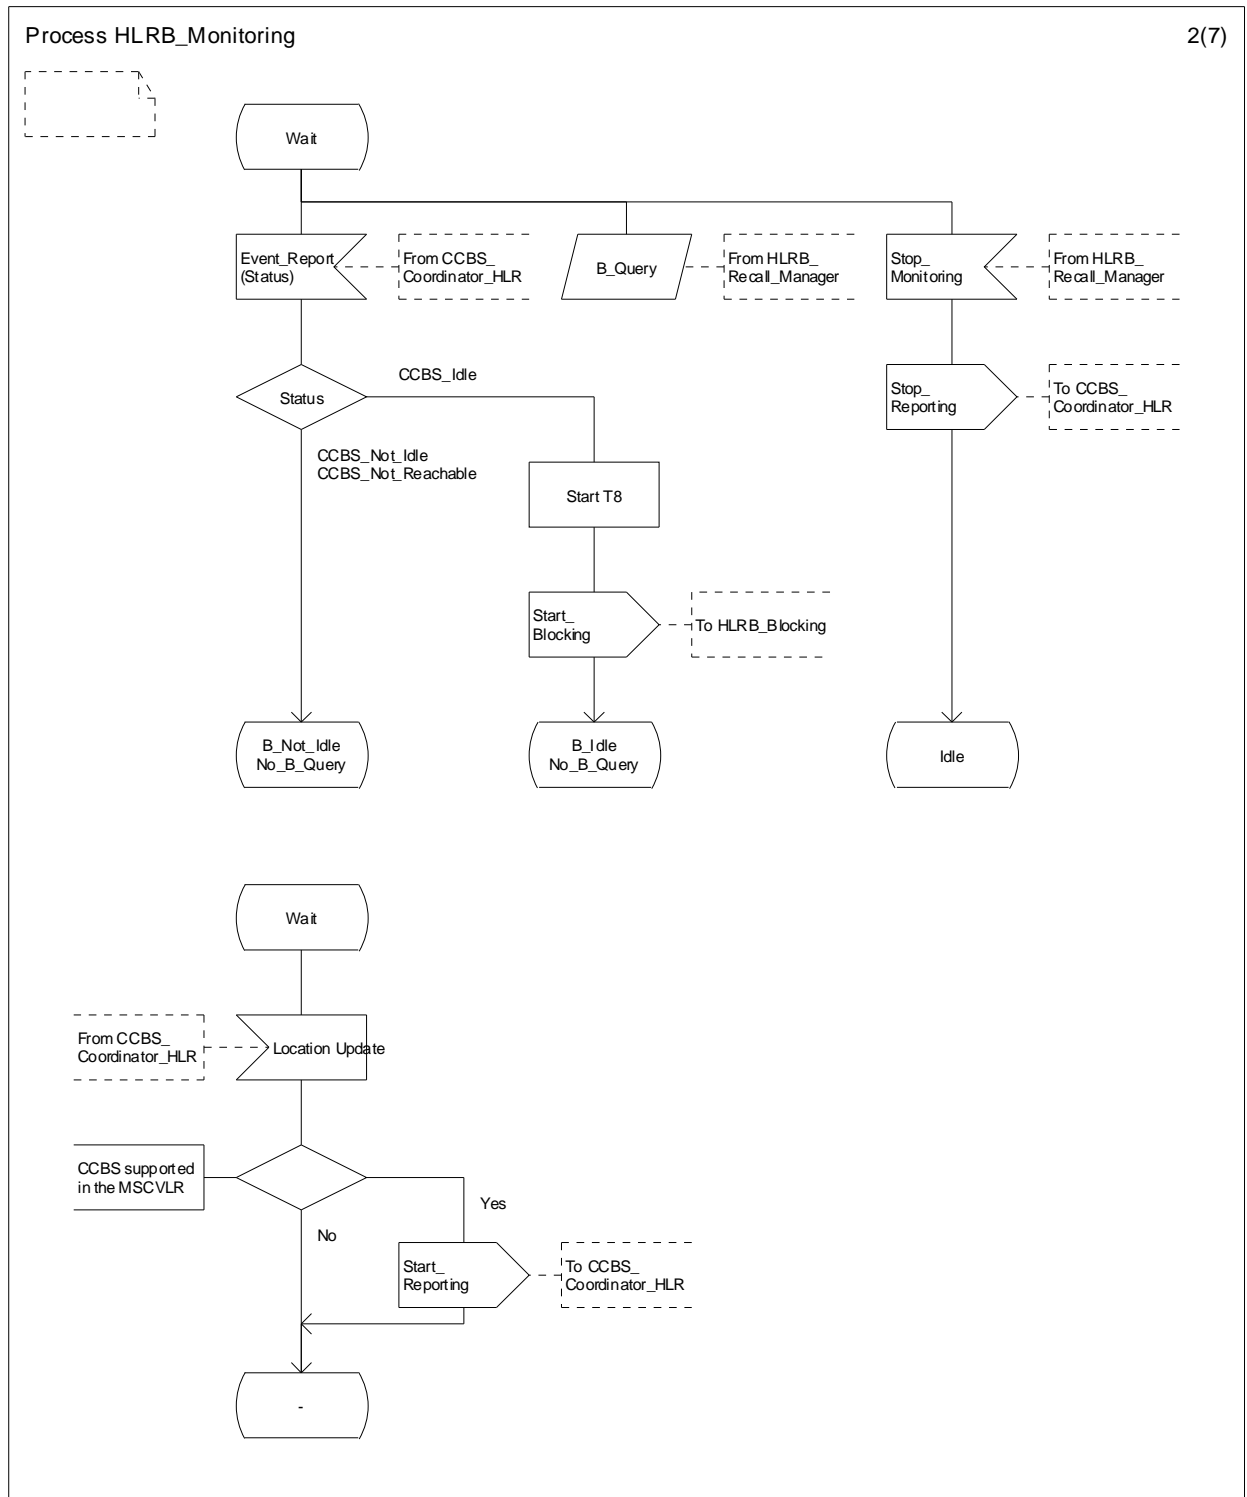 Process HLRB_Monitoring
2(7)
Wait
Event_Report
(Status)
From CCBS_
Coordinator_HLR
B_Query
From HLRB_
Recall_Manager
Stop_
Monitoring
From HLRB_
Recall_Manager
Status
CCBS_Idle
Stop_
Reporting
To CCBS_
Coordinator_HLR
CCBS_Not_Idle
CCBS_Not_Reachable
Start T8
Start_
Blocking
To HLRB_Blocking
B_Not_Idle
No_B_Query
B_Idle
No_B_Query
Idle
Wait
From CCBS_
Coordinator_HLR
Location Update
CCBS supported
in the MSCVLR
Yes
No
Start_
Reporting
To CCBS_
Coordinator_HLR
-